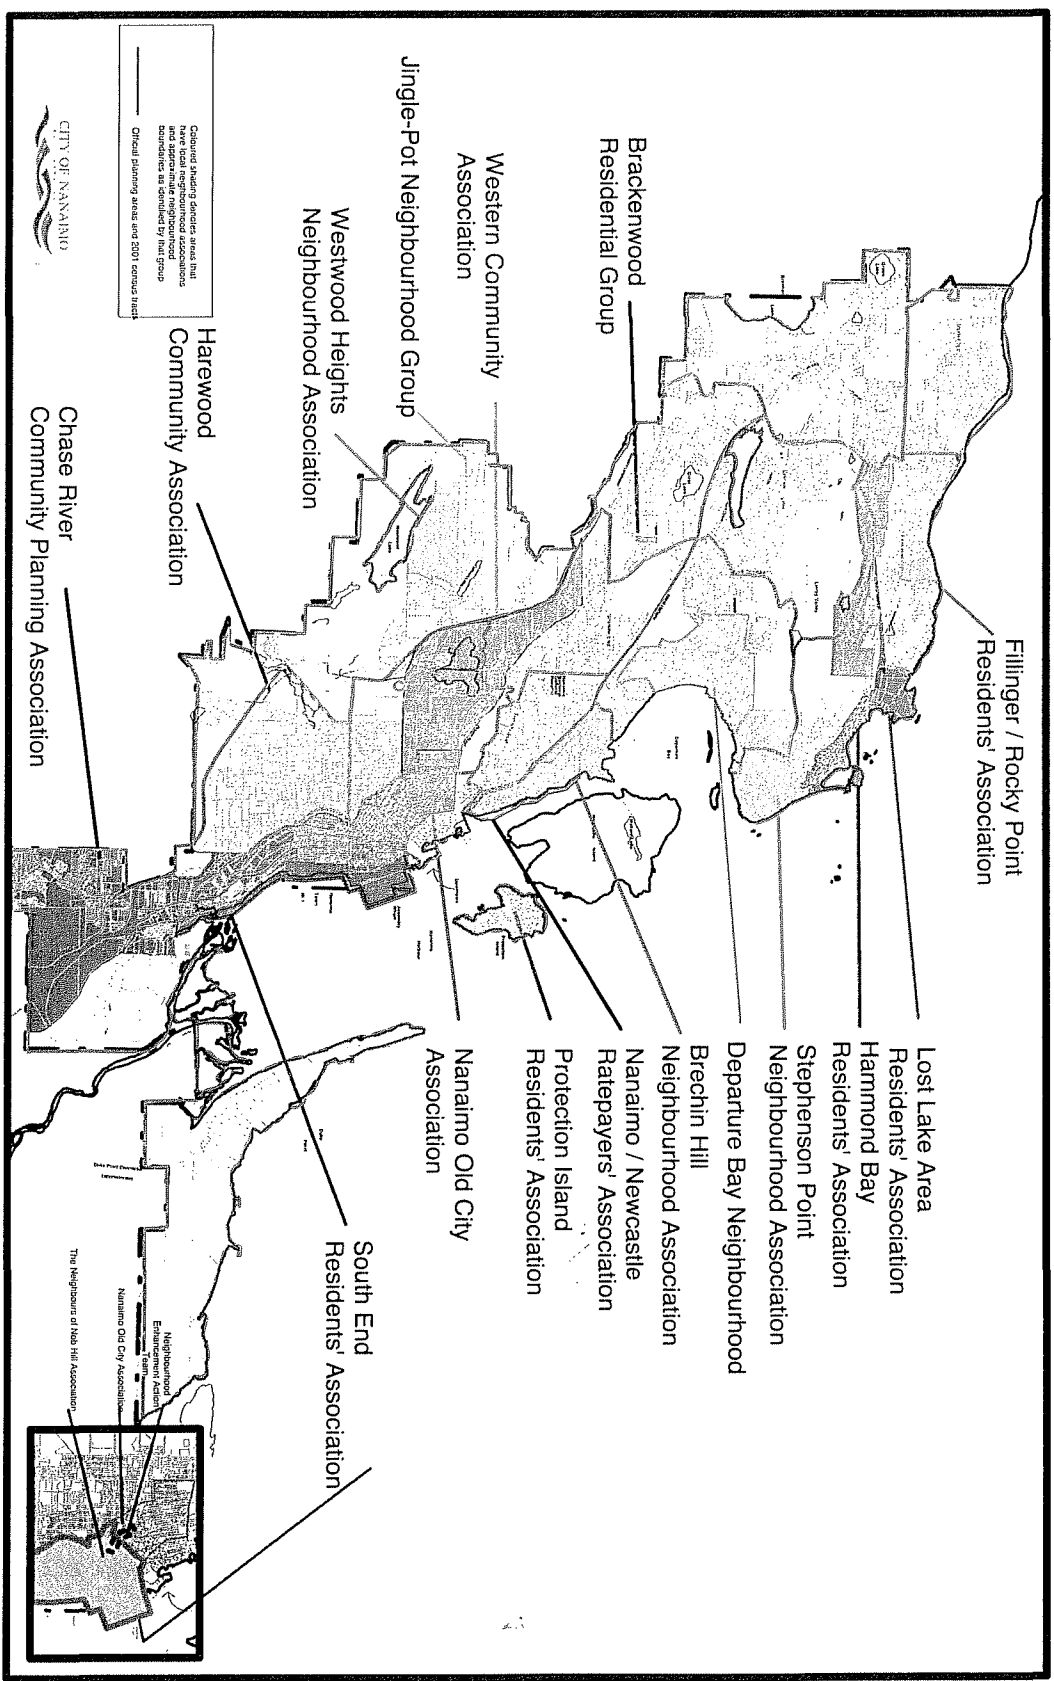 Fillinger / Rocky Point
Residents' Association
Lost Lake Area
Residents' Association
Hammond Bay
Residents' Association
Stephenson Point
Neighbourhood Association
Departure Bay Neighbourhood
Brechin Hill
Neighbourhood Association
Nanaimo / Newcastle
Ratepayers' Association
Protection Island
Residents' Association
Nanaimo Old City
Association
South End
Residents' Association
Brackenwood
Residential Group
Western Community
Association
Jingle-Pot Neighbourhood Group
Westwood Heights
Neighbourhood Association
Harewood
Community Association
Chase River
Community Planning Association
Coloured shading denotes areas that
have local neighbourhood associations
and approximate neighbourhood
boundaries as identified by that group
Official planning areas and 2001 census tracts
CITY OF NANAIMO
Neighbourhood
Enhancement Action
Team
Nanaimo Old City Association
The Neighbours of Nob Hill Association